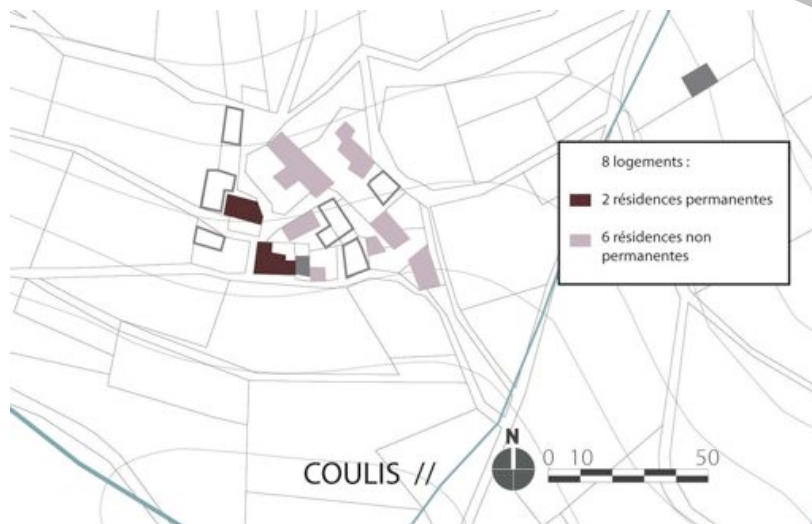 8 logements :
2 résidences permanentes
6 résidences non
permanentes
N
0 10 50
COULIS //